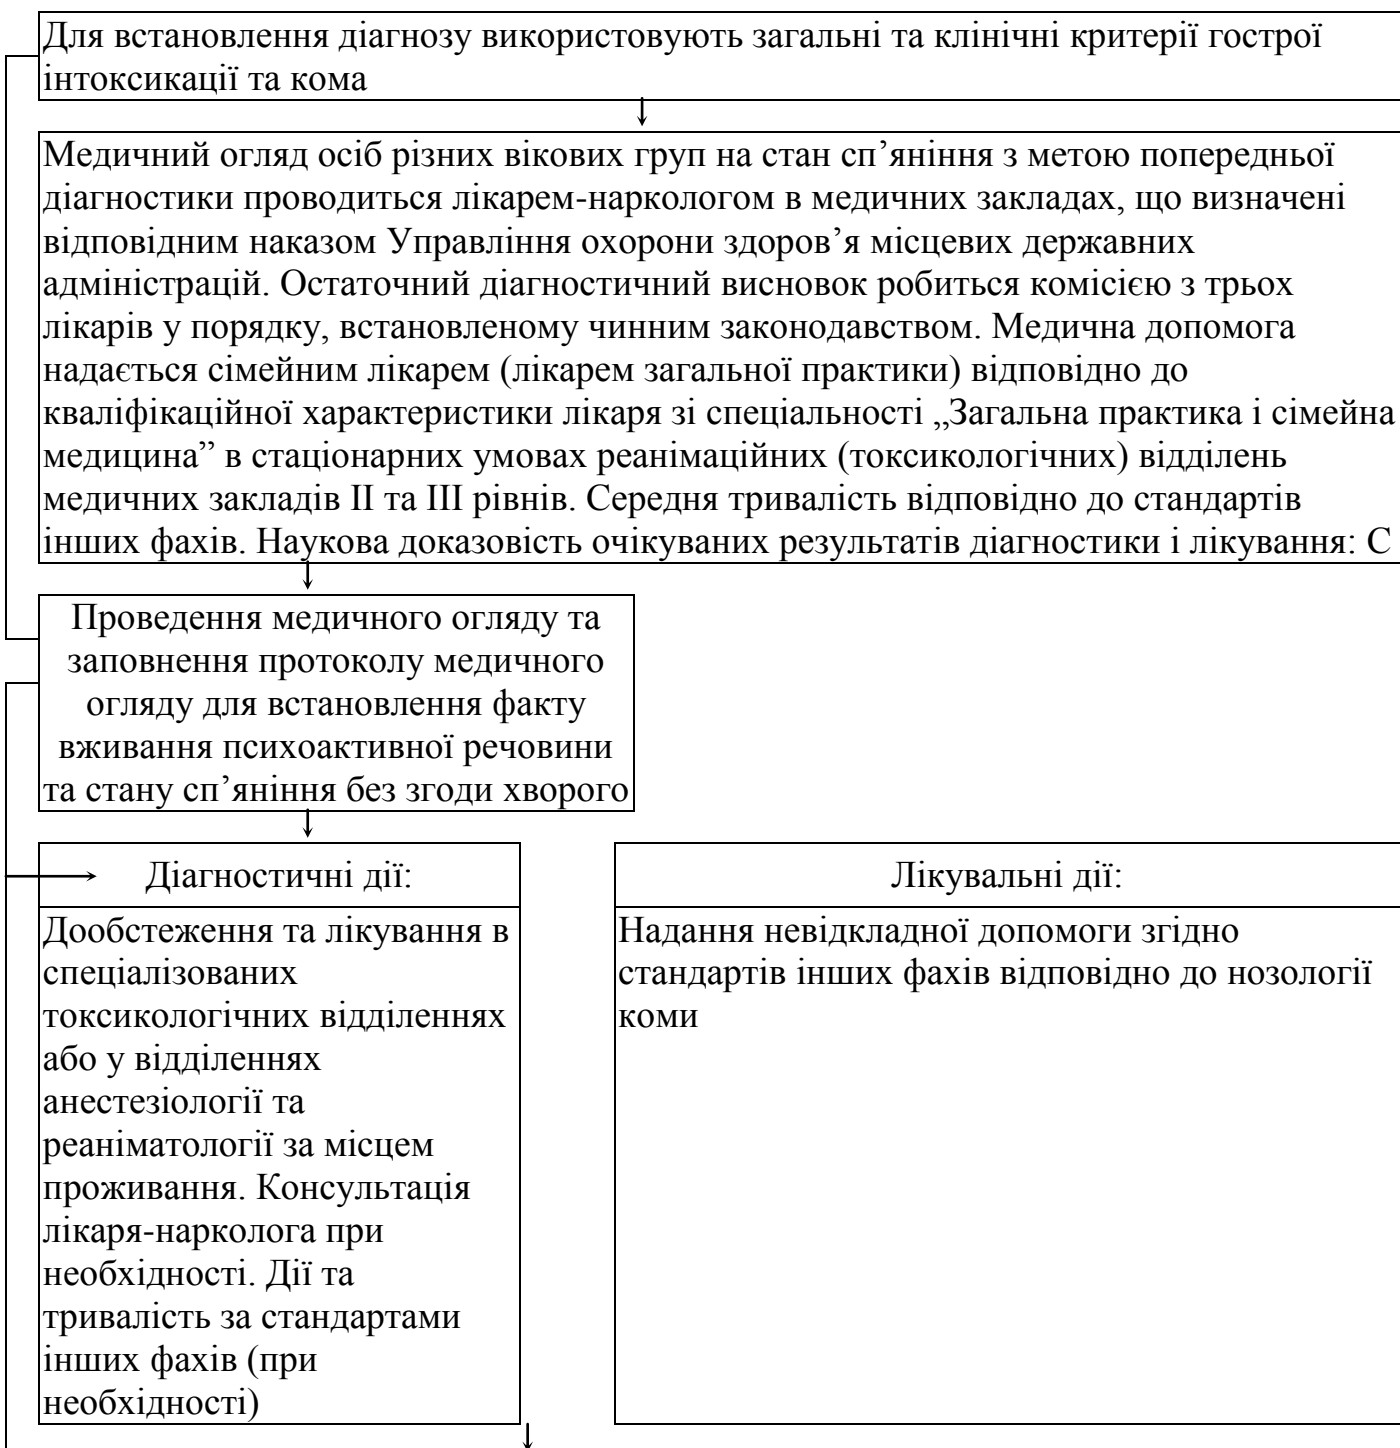 Для встановлення діагнозу використовують загальні та клінічні критерії гострої
інтоксикації та кома
Медичний огляд осіб різних вікових груп на стан сп’яніння з метою попередньої
діагностики проводиться лікарем-наркологом в медичних закладах, що визначені
відповідним наказом Управління охорони здоров’я місцевих державних
адміністрацій. Остаточний діагностичний висновок робиться комісією з трьох
лікарів у порядку, встановленому чинним законодавством. Медична допомога
надається сімейним лікарем (лікарем загальної практики) відповідно до
кваліфікаційної характеристики лікаря зі спеціальності „Загальна практика і сімейна
медицина” в стаціонарних умовах реанімаційних (токсикологічних) відділень
медичних закладів ІІ та ІІІ рівнів. Середня тривалість відповідно до стандартів
інших фахів. Наукова доказовість очікуваних результатів діагностики і лікування: С
Проведення медичного огляду та
заповнення протоколу медичного
огляду для встановлення факту
вживання психоактивної речовини
та стану сп’яніння без згоди хворого
Діагностичні дії:
Дообстеження та лікування в
спеціалізованих
токсикологічних відділеннях
або у відділеннях
анестезіології та
реаніматології за місцем
проживання. Консультація
лікаря-нарколога при
необхідності. Дії та
тривалість за стандартами
інших фахів (при
необхідності)
Лікувальні дії:
Надання невідкладної допомоги згідно
стандартів інших фахів відповідно до нозології
коми